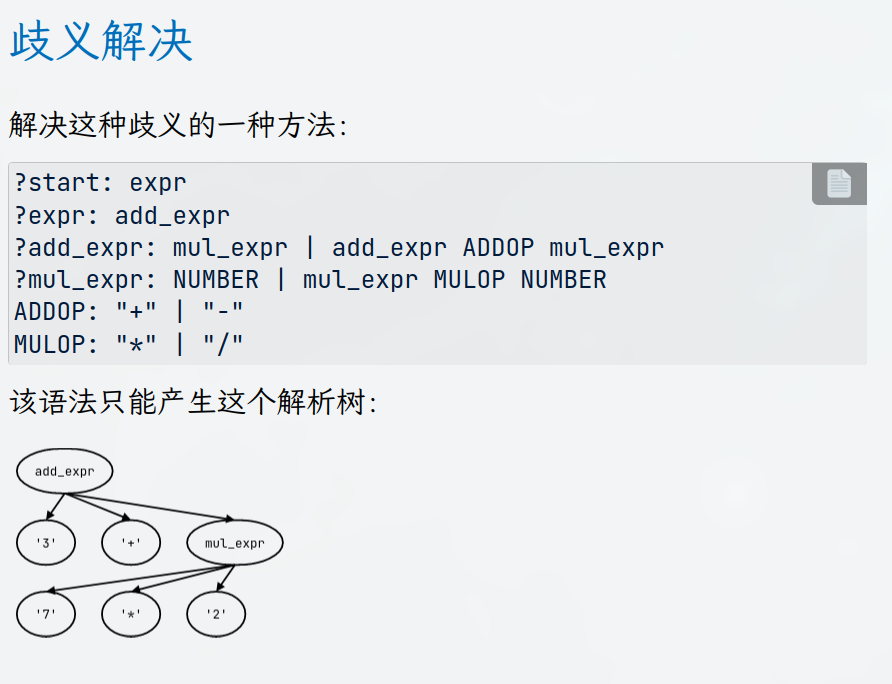 歧义解决
解决这种歧义的一种方法：
?start: expr
?expr: add_expr
?add_expr: mul_expr | add_expr ADDOP mul_expr
?mul_expr: NUMBER | mul_expr MULOP NUMBER
ADDOP: "+" | "-"
MULOP: "*" | "/"
该语法只能产生这个解析树：
add_expr
'3' '+' mul_expr
'7' '*' '2'